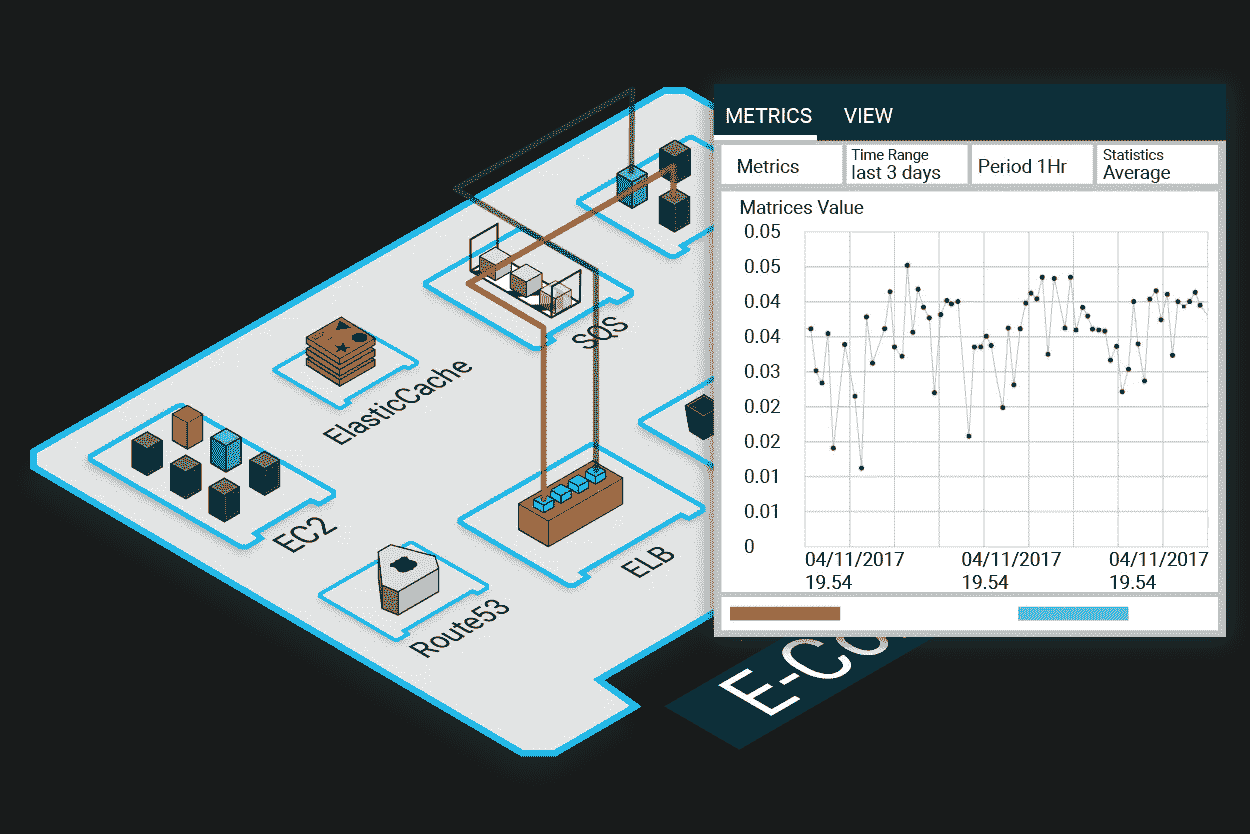 METRICS VIEW
Metrics
Time Range
last 3 days
Period 1Hr
Statistics
Average
Matrices Value
0.05
0.05
0.04
0.04
0.03
0.02
0.02
0.01
0.01
0
04/11/2017 04/11/2017 04/11/2017
19.54 19.54 19.54
SQS
ElasticCache
EC2
ELB
Route53
E-Co